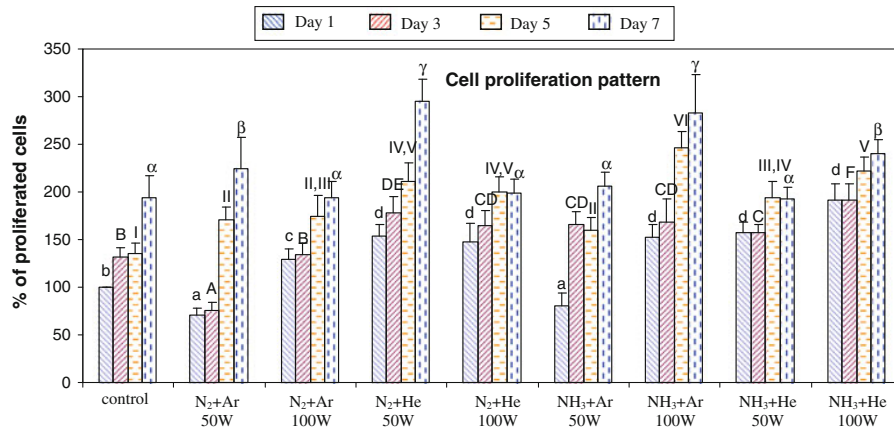 Day 1 Day 3 Day 5 Day 7
Cell proliferation pattern
% of proliferated cells
350
300
250
200
150
100
50
0
b B I α
a A II β
c B II,III α
d DE IV,V γ
d CD IV,V α
a CD II α
d CD VI γ
d C III,IV α
d F V β
control N₂+Ar N₂+Ar N₂+He N₂+He NH₃+Ar NH₃+Ar NH₃+He NH₃+He
50W 100W 50W 100W 50W 100W 50W 100W